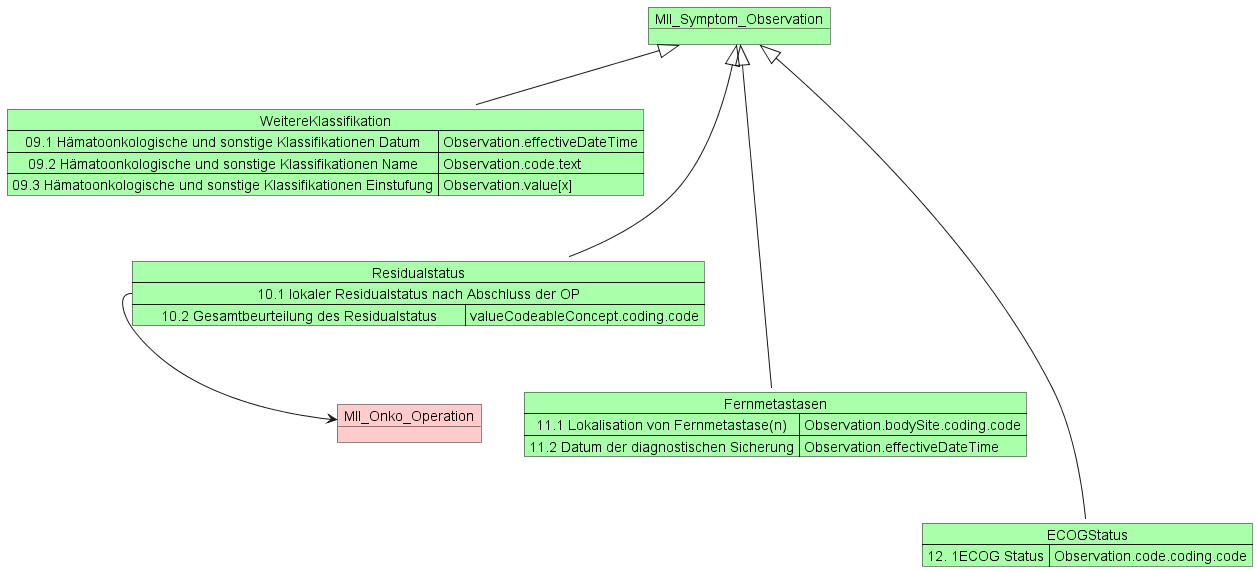 MII_Symptom_Observation
WeitereKlassifikation
09.1 Hämatoonkologische und sonstige Klassifikationen Datum Observation.effectiveDateTime
09.2 Hämatoonkologische und sonstige Klassifikationen Name Observation.code.text
09.3 Hämatoonkologische und sonstige Klassifikationen Einstufung Observation.value[x]
Residualstatus
10.1 lokaler Residualstatus nach Abschluss der OP
10.2 Gesamtbeurteilung des Residualstatus valueCodeableConcept.coding.code
MII_Onko_Operation
Fernmetastasen
11.1 Lokalisation von Fernmetastase(n) Observation.bodySite.coding.code
11.2 Datum der diagnostischen Sicherung Observation.effectiveDateTime
ECOGStatus
12. 1ECOG Status Observation.code.coding.code